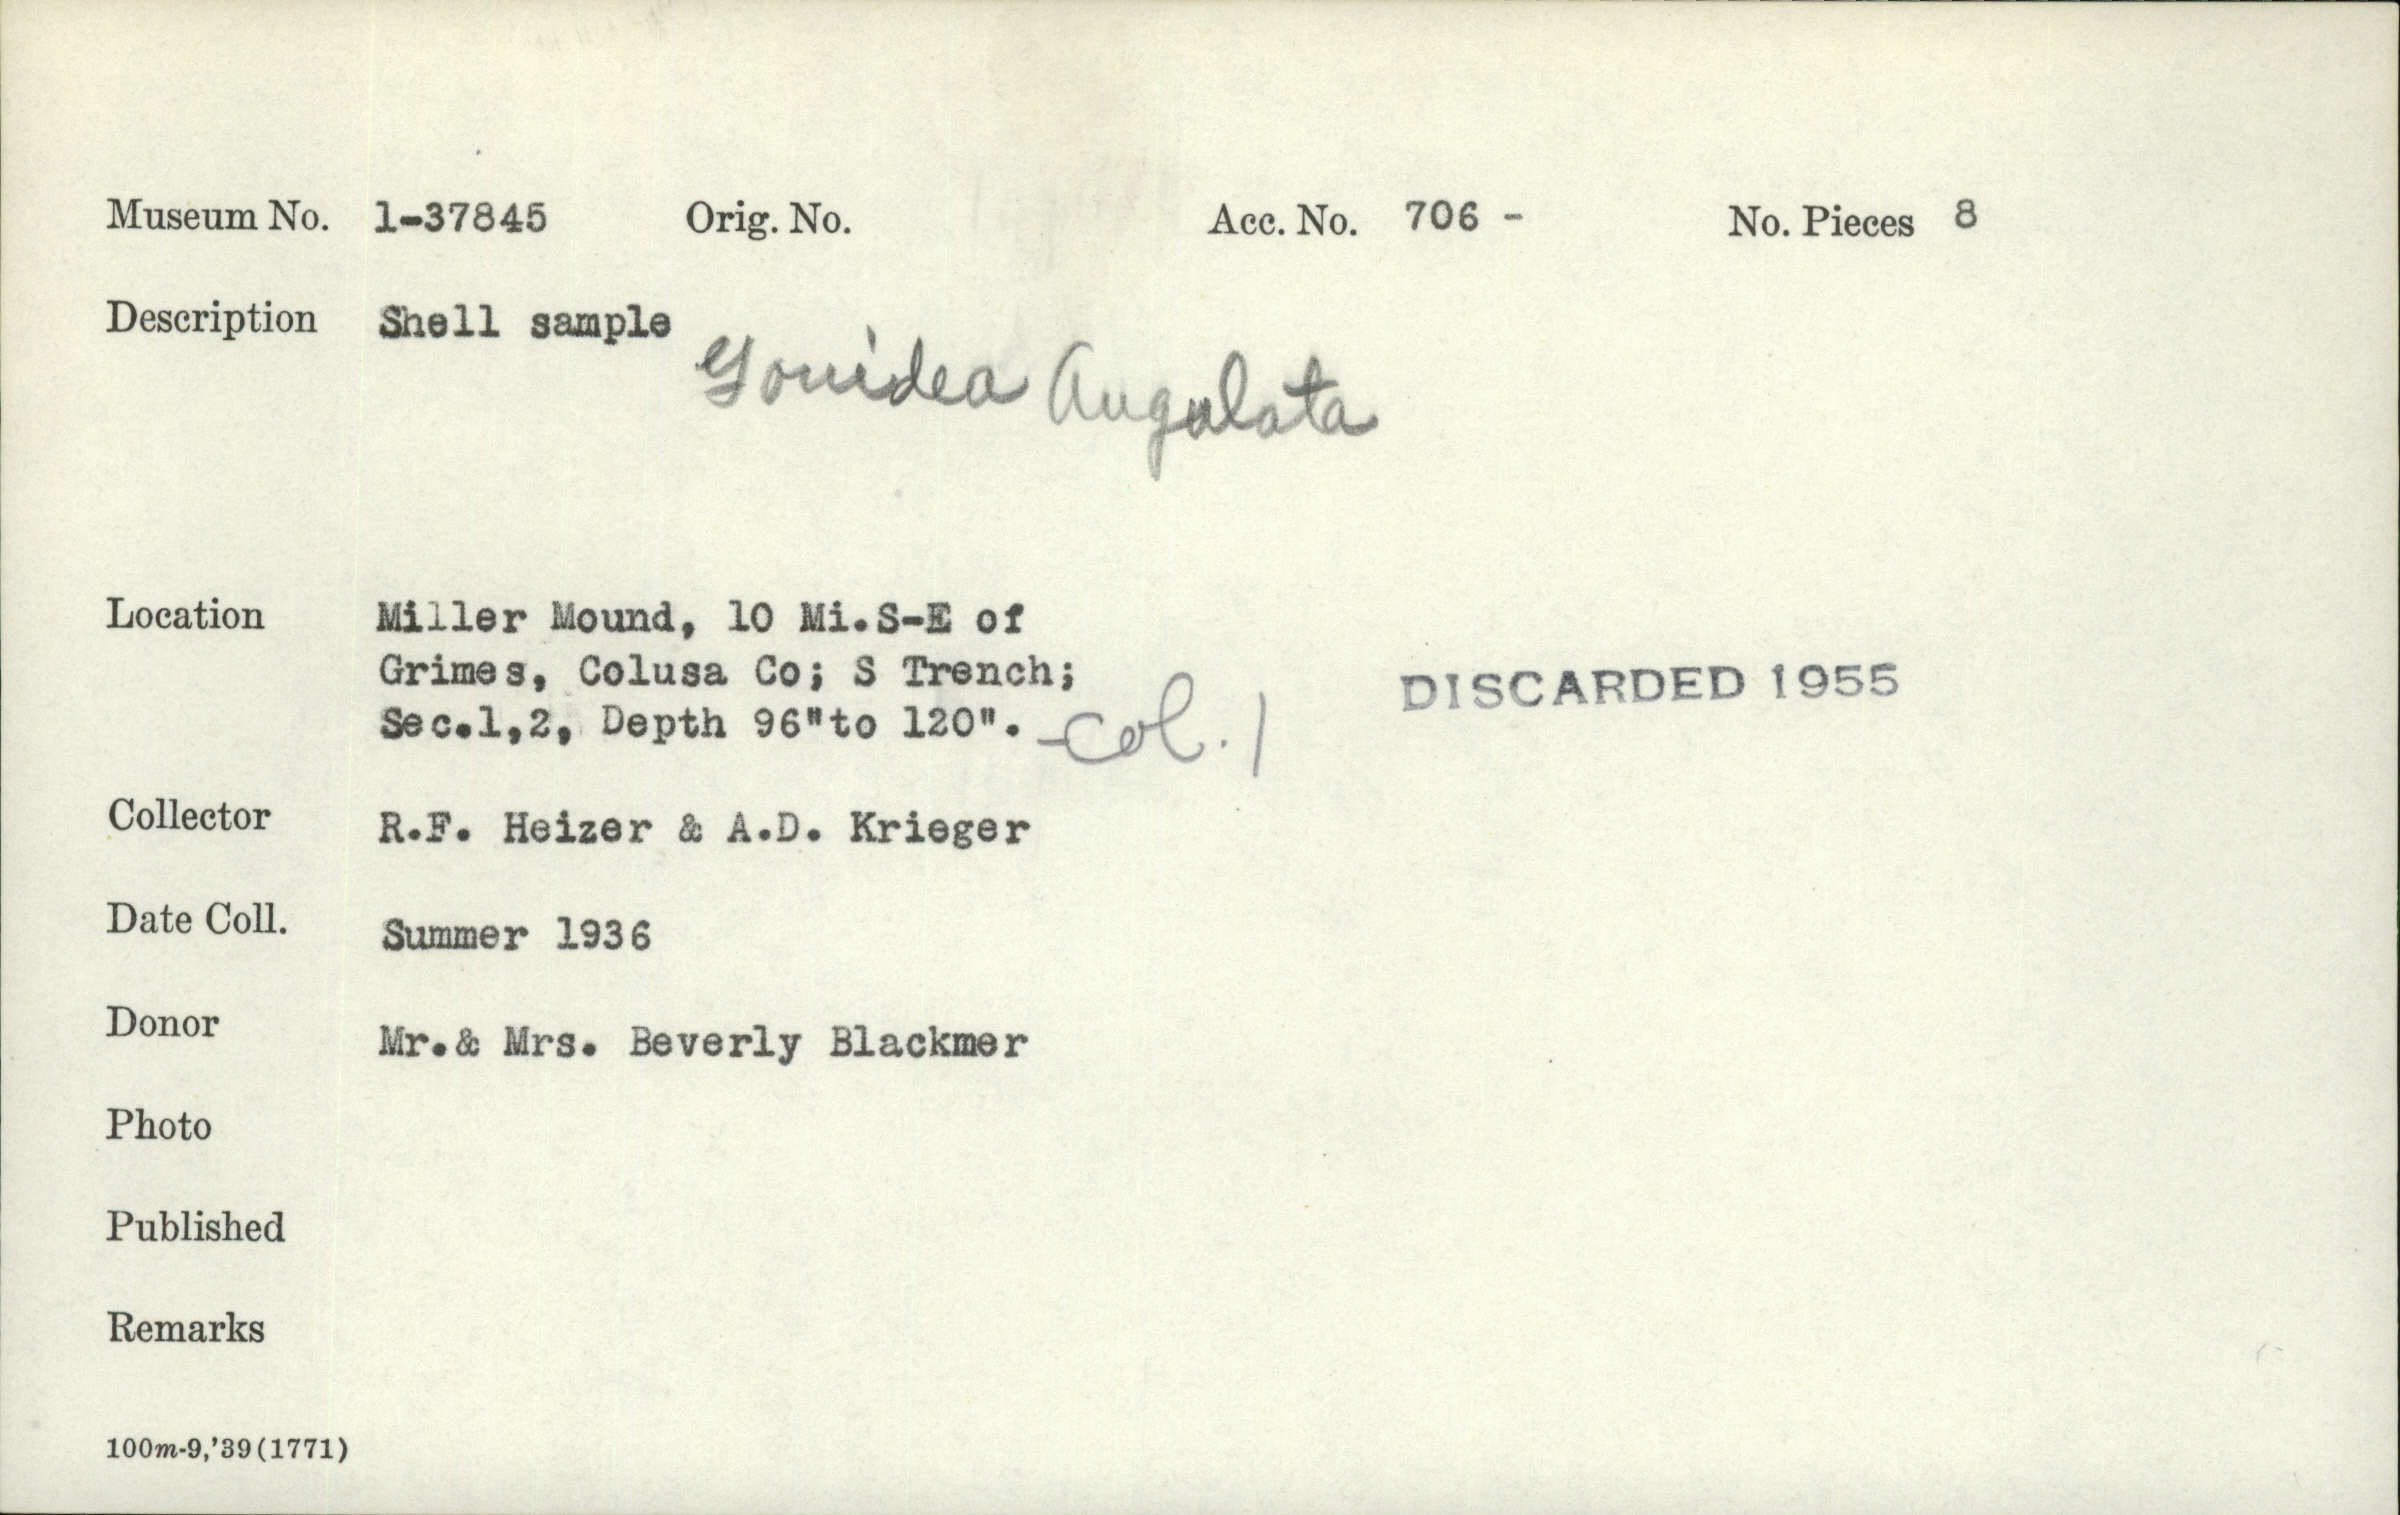 Museum No. 1-37845 Orig. No. Acc. No. 706 - No. Pieces 8
Description Shell sample
Gonidea Angulata
Location Miller Mound, 10 Mi.S-E of
Grimes, Colusa Co; S Trench;
Sec.1,2, Depth 96"to 120". -Col. 1
DISCARDED 1955
Collector R.F. Heizer & A.D. Krieger
Date Coll. Summer 1936
Donor Mr.& Mrs. Beverly Blackmer
Photo
Published
Remarks
100m-9,'39(1771)